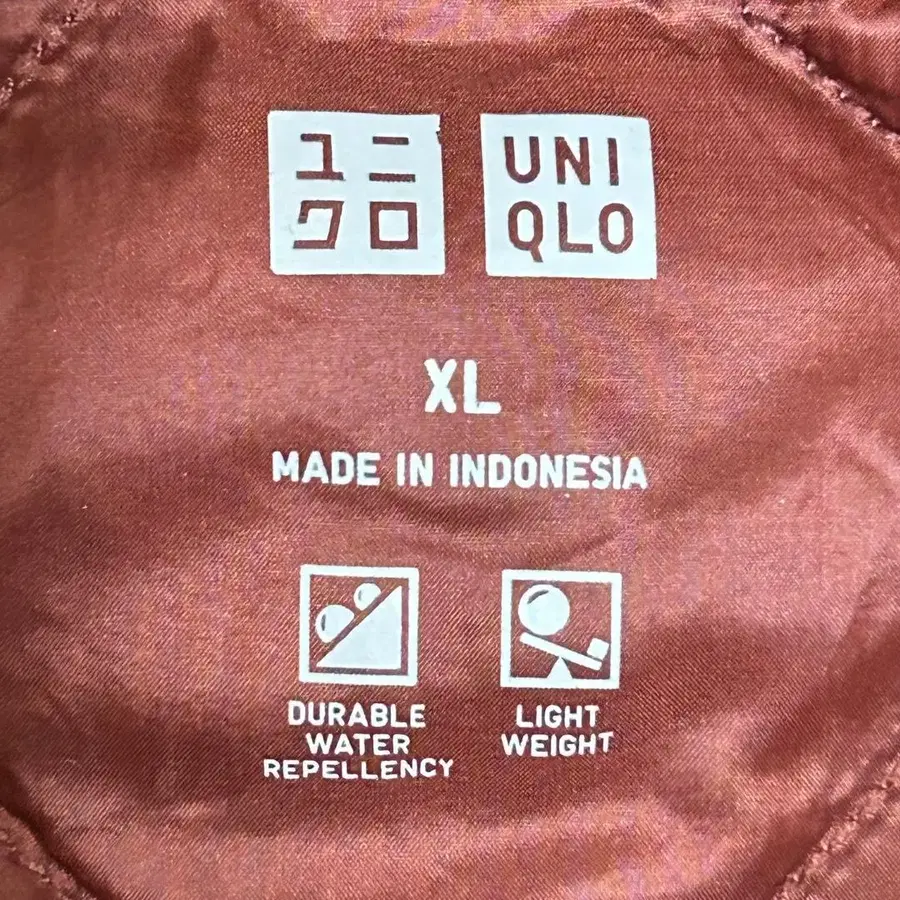 ユニ
クロ
UNI
QLO
XL
MADE IN INDONESIA
DURABLE
WATER
REPELLENCY
LIGHT
WEIGHT